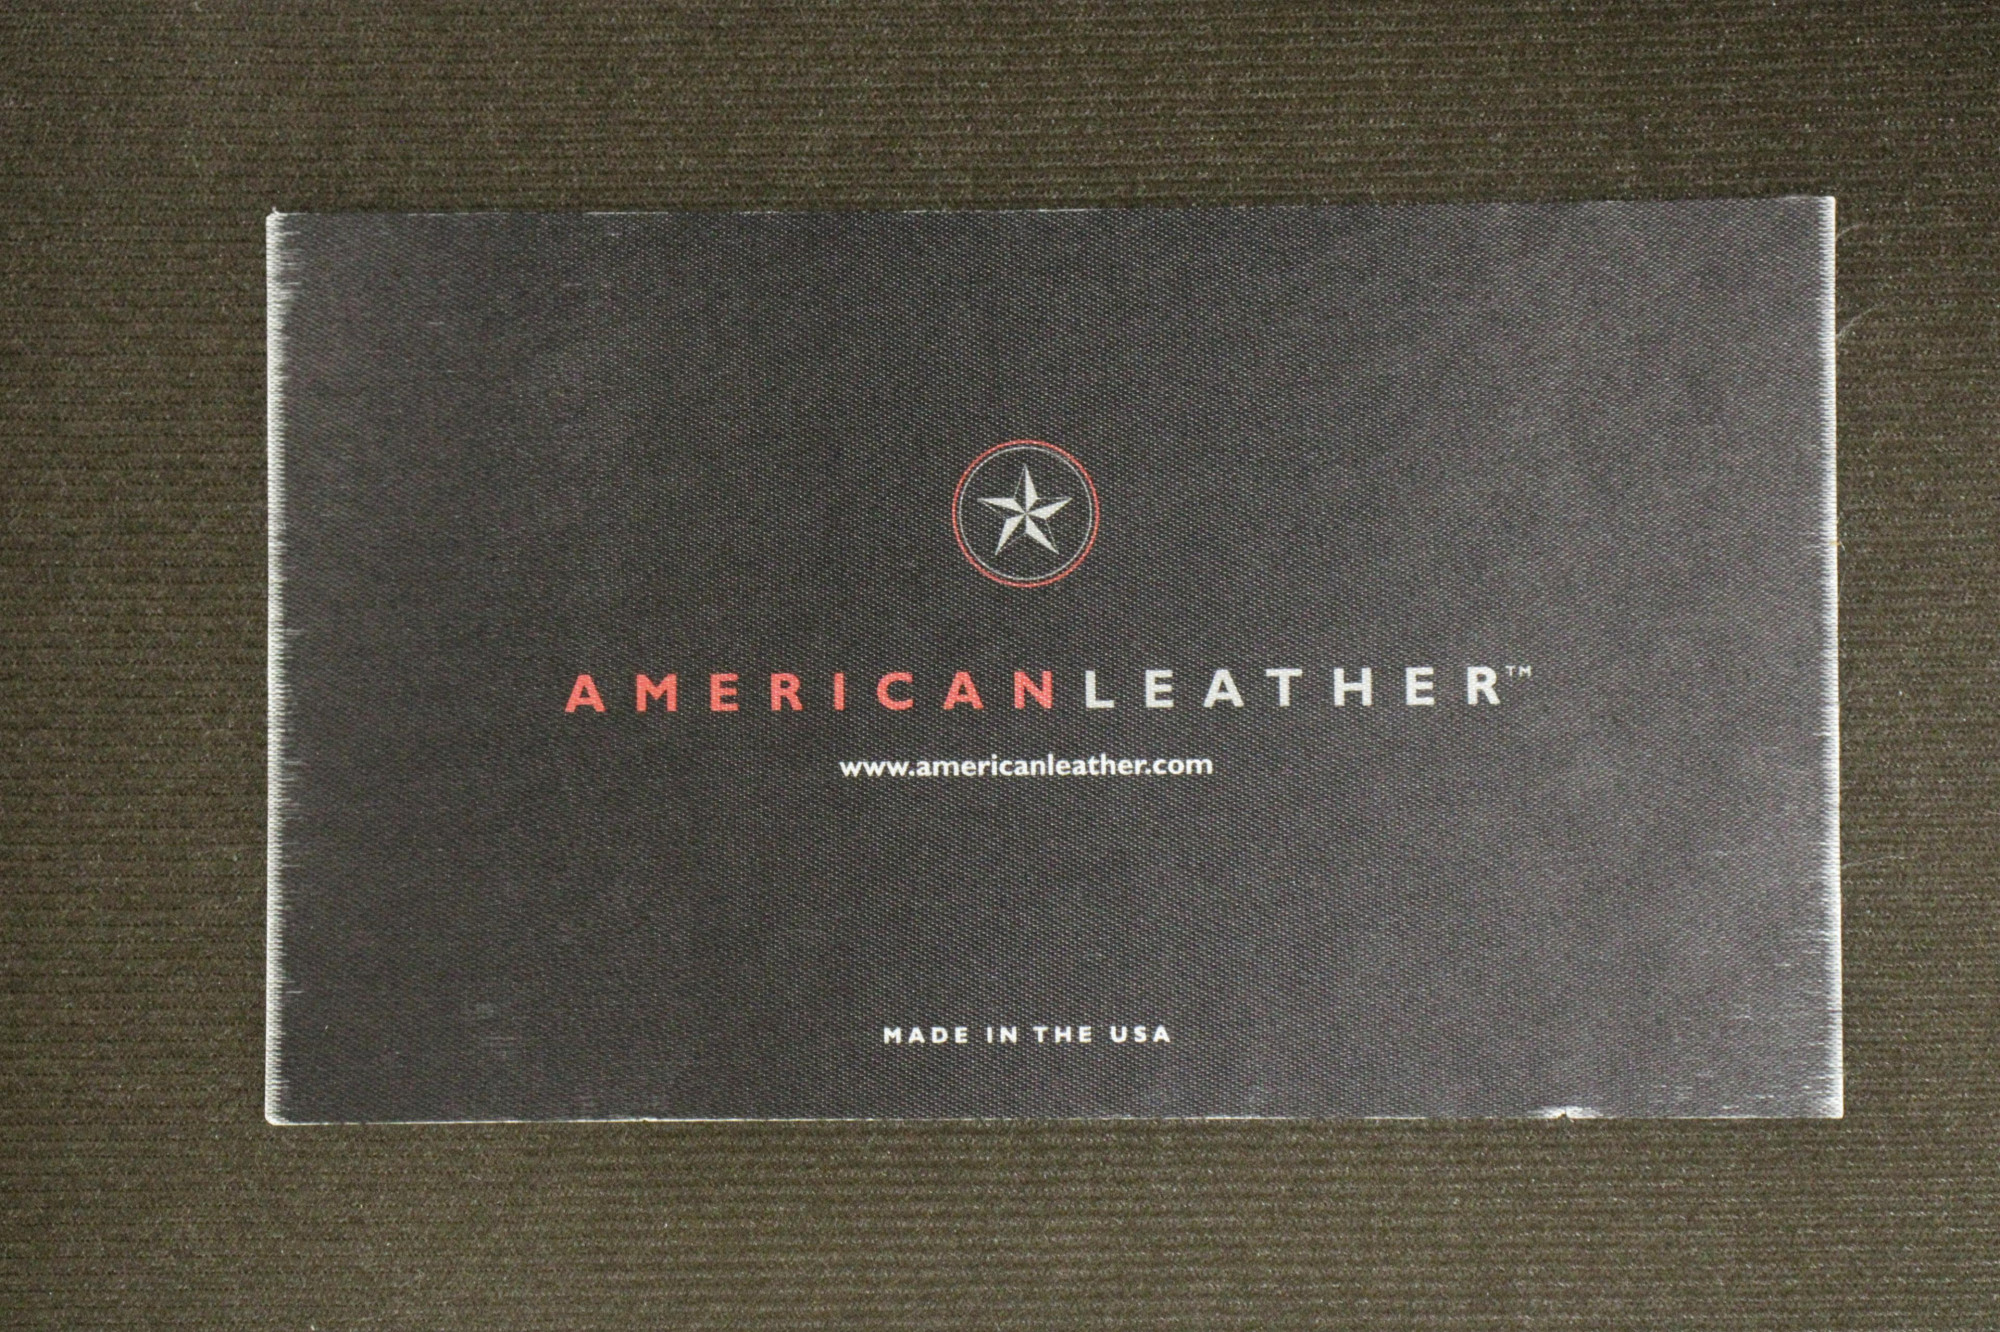 AMERICANLEATHER™
www.americanleather.com
MADE IN THE USA